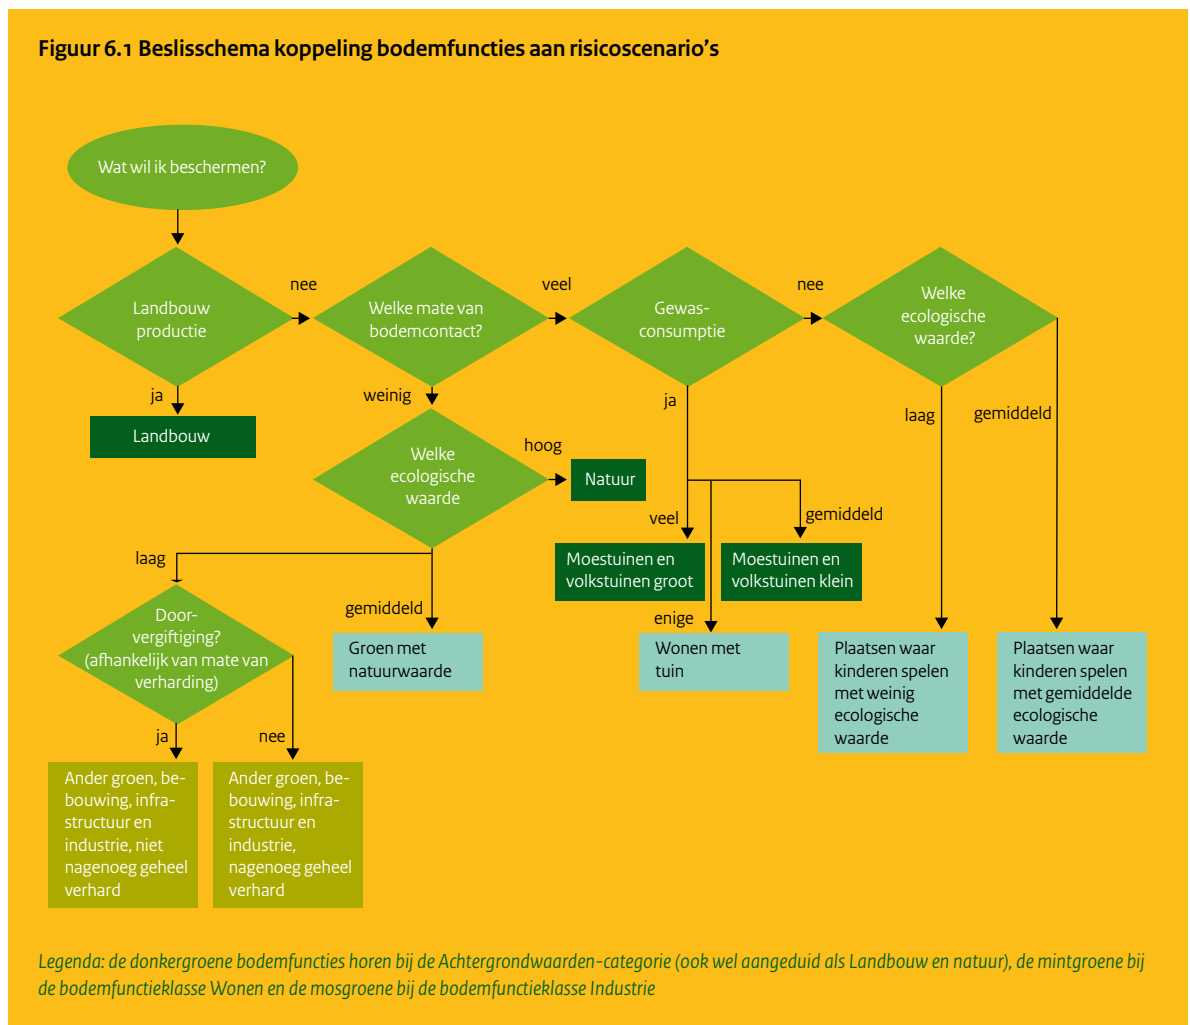 Figuur 6.1 Beslisschema koppeling bodemfuncties aan risicoscenario's
Wat wil ik beschermen?
Landbouw
productie
nee
Welke mate van
bodemcontact?
veel
Gewas-
consumptie
nee
Welke
ecologische
waarde?
ja
Landbouw
weinig
Welke
ecologische
waarde
hoog
Natuur
ja
veel
Moestuinen en
volkstuinen groot
gemiddeld
Moestuinen en
volkstuinen klein
enige
Wonen met
tuin
laag
Plaatsen waar
kinderen spelen
met weinig
ecologische
waarde
gemiddeld
Plaatsen waar
kinderen spelen
met gemiddelde
ecologische
waarde
laag
Door-
vergiftiging?
(afhankelijk van mate van
verharding)
gemiddeld
Groen met
natuurwaarde
ja
Ander groen, be-
bouwing, infra-
structuur en
industrie, niet
nagenoeg geheel
verhard
nee
Ander groen, be-
bouwing, infra-
structuur en
industrie,
nagenoeg geheel
verhard
Legenda: de donkergroene bodemfuncties horen bij de Achtergrondwaarden-categorie (ook wel aangeduid als Landbouw en natuur), de mintgroene bij
de bodemfunctieklasse Wonen en de mosgroene bij de bodemfunctieklasse Industrie